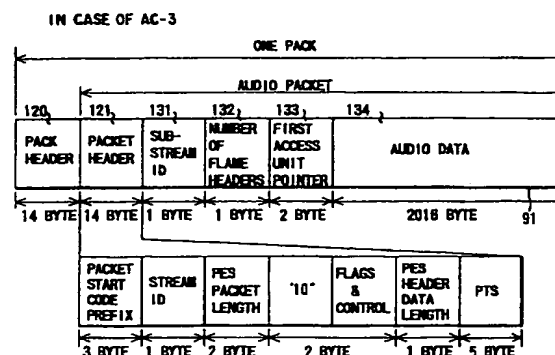 IN CASE OF AC-3
ONE PACK
AUDIO PACKET
120 121 131 132 133 134
PACK HEADER
PACKET HEADER
SUB-STREAM ID
NUMBER OF FLAME HEADERS
FIRST ACCESS UNIT POINTER
AUDIO DATA
14 BYTE 14 BYTE 1 BYTE 1 BYTE 2 BYTE 2016 BYTE 91
PACKET START CODE PREFIX
STREAM ID
PES PACKET LENGTH
"10"
FLAGS & CONTROL
PES HEADER DATA LENGTH
PTS
3 BYTE 1 BYTE 2 BYTE 2 BYTE 1 BYTE 5 BYTE